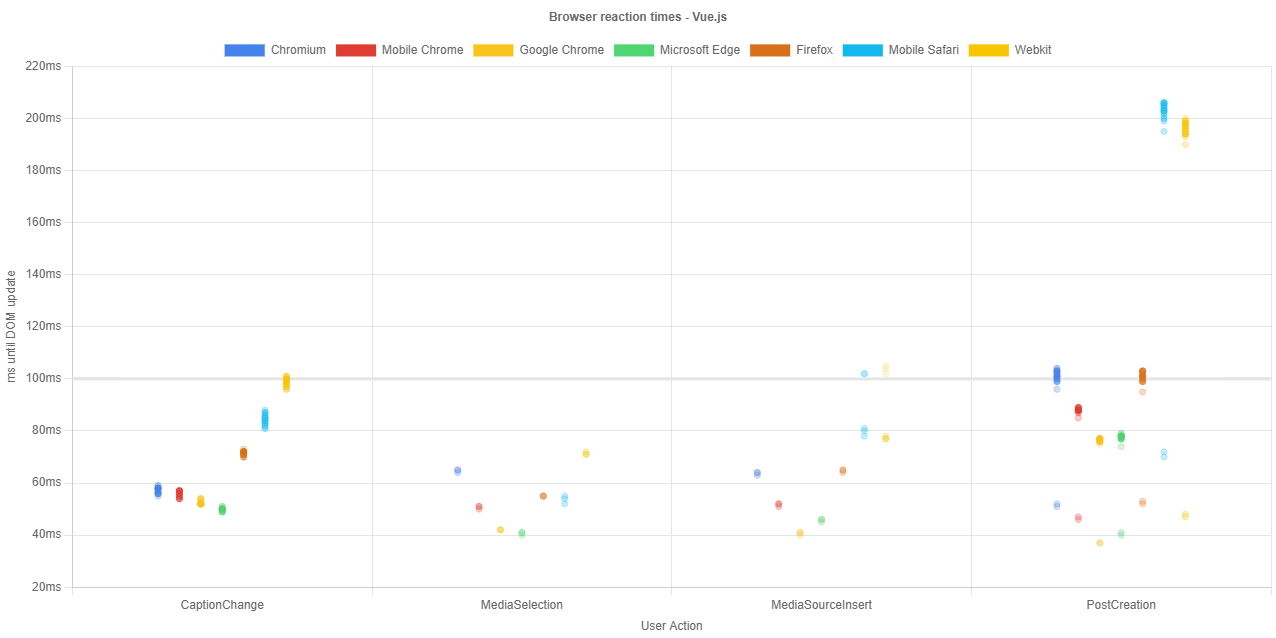 Browser reaction times - Vue.js
Chromium Mobile Chrome Google Chrome Microsoft Edge Firefox Mobile Safari Webkit
220ms
200ms
180ms
160ms
140ms
120ms
100ms
80ms
60ms
40ms
20ms
ms until DOM update
CaptionChange MediaSelection MediaSourceInsert PostCreation
User Action